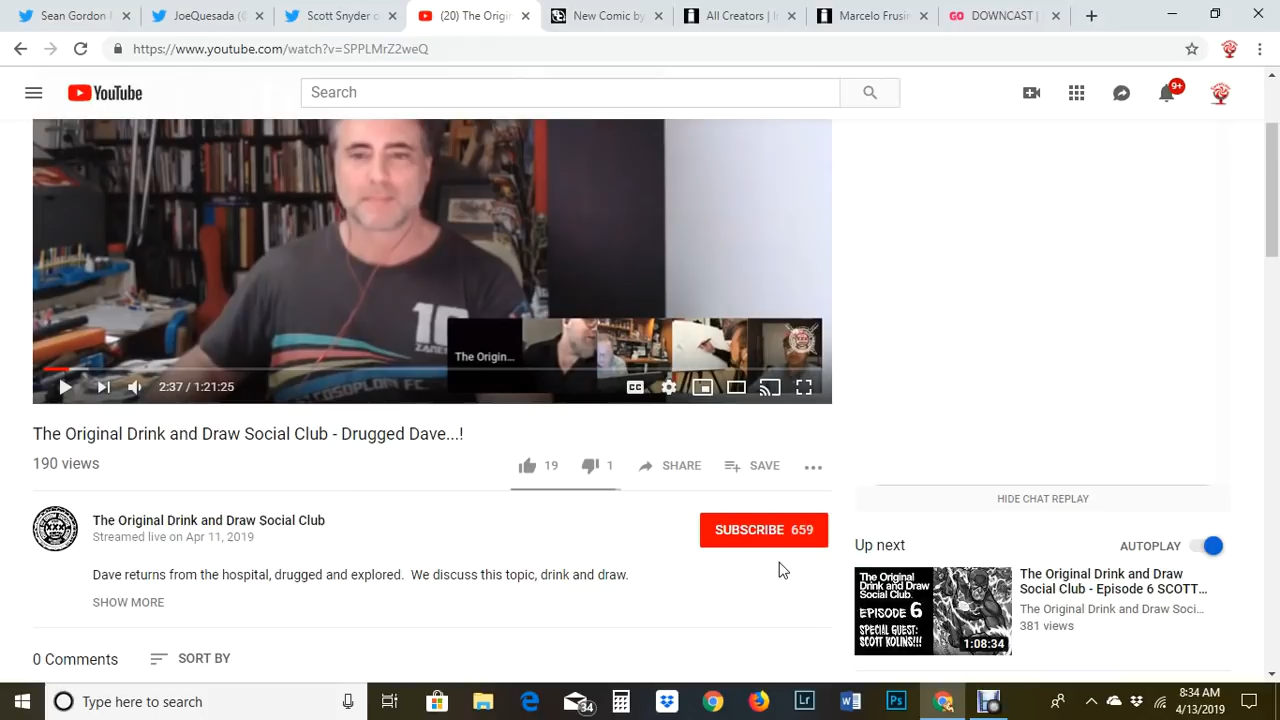 Sean Gordon
JoeQuesada (
Scott Snyder o
(20) The Origin
New Comic by
All Creators | I
Marcelo Frusin
GO DOWNCAST |
https://www.youtube.com/watch?v=SPPLMrZ2weQ
YouTube
Search
9+
10
The Origin...
2:37 / 1:21:25
CC
The Original Drink and Draw Social Club - Drugged Dave...!
190 views
19
1
SHARE
SAVE
HIDE CHAT REPLAY
XXX
The Original Drink and Draw Social Club
Streamed live on Apr 11, 2019
SUBSCRIBE 659
Dave returns from the hospital, drugged and explored. We discuss this topic, drink and draw.
SHOW MORE
0 Comments
SORT BY
Up next
AUTOPLAY
The Original Drink and Draw Social Club.
EPISODE 6
SPECIAL GUEST:
SCOTT KOLINS!!!
1:08:34
The Original Drink and Draw
Social Club - Episode 6 SCOTT...
The Original Drink and Draw Soci...
381 views
Type here to search
34
Lr
Ps
8:34 AM
4/13/2019